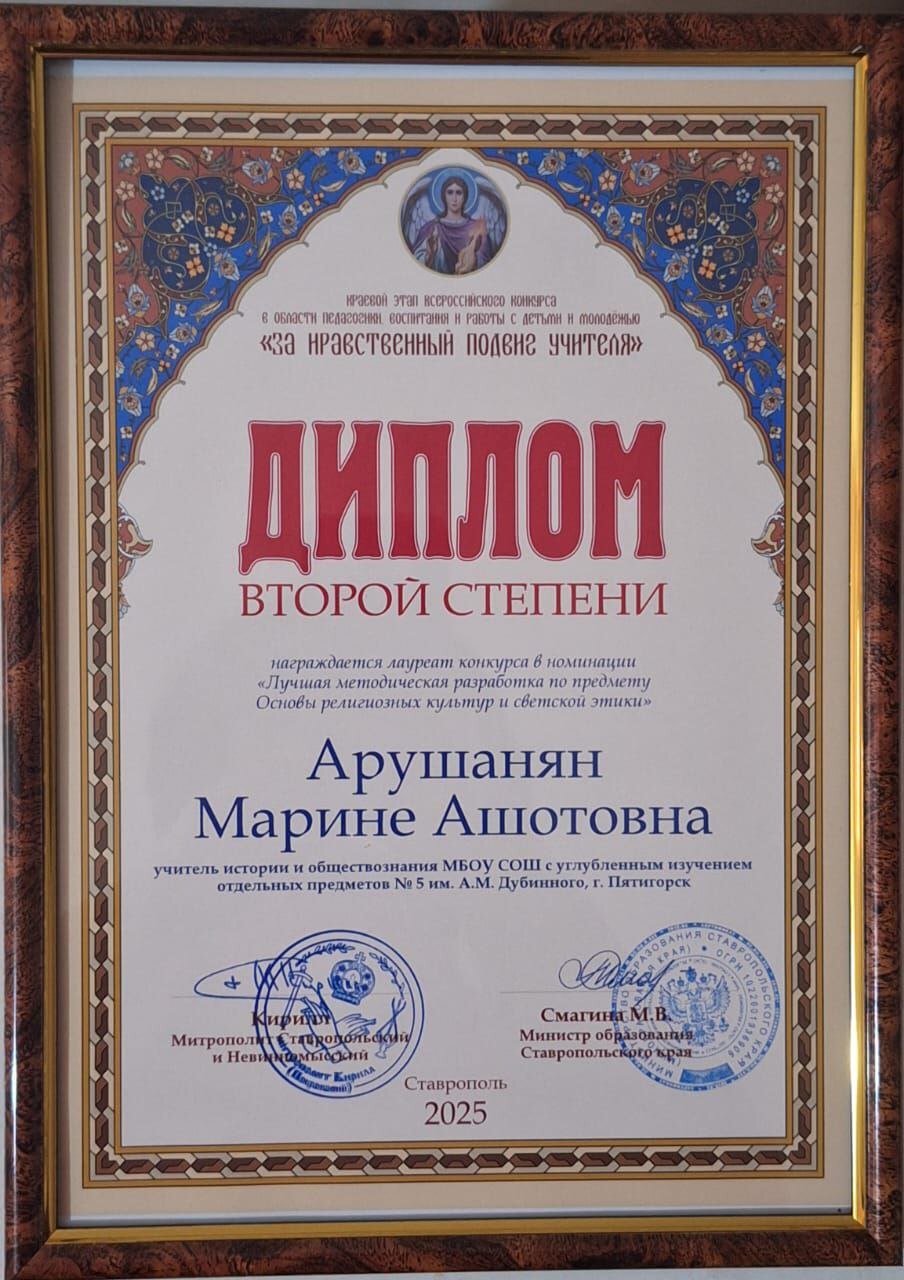 КРАЕВОЙ ЭТАП ВСЕРОССИЙСКОГО КОНКУРСА
В ОБЛАСТИ ПЕДАГОГИКИ, ВОСПИТАНИЯ И РАБОТЫ С ДЕТЬМИ И МОЛОДЁЖЬЮ
«ЗА НРАВСТВЕННЫЙ ПОДВИГ УЧИТЕЛЯ»
ДИПЛОМ
ВТОРОЙ СТЕПЕНИ
награждается лауреат конкурса в номинации
«Лучшая методическая разработка по предмету
Основы религиозных культур и светской этики»
Арушанян
Марине Ашотовна
учитель истории и обществознания МБОУ СОШ с углубленным изучением
отдельных предметов № 5 им. А.М. Дубинного, г. Пятигорск
Кирилл
Митрополит Ставропольский
и Невинномысский
Смагина М.В.
Министр образования
Ставропольского края
Ставрополь
2025